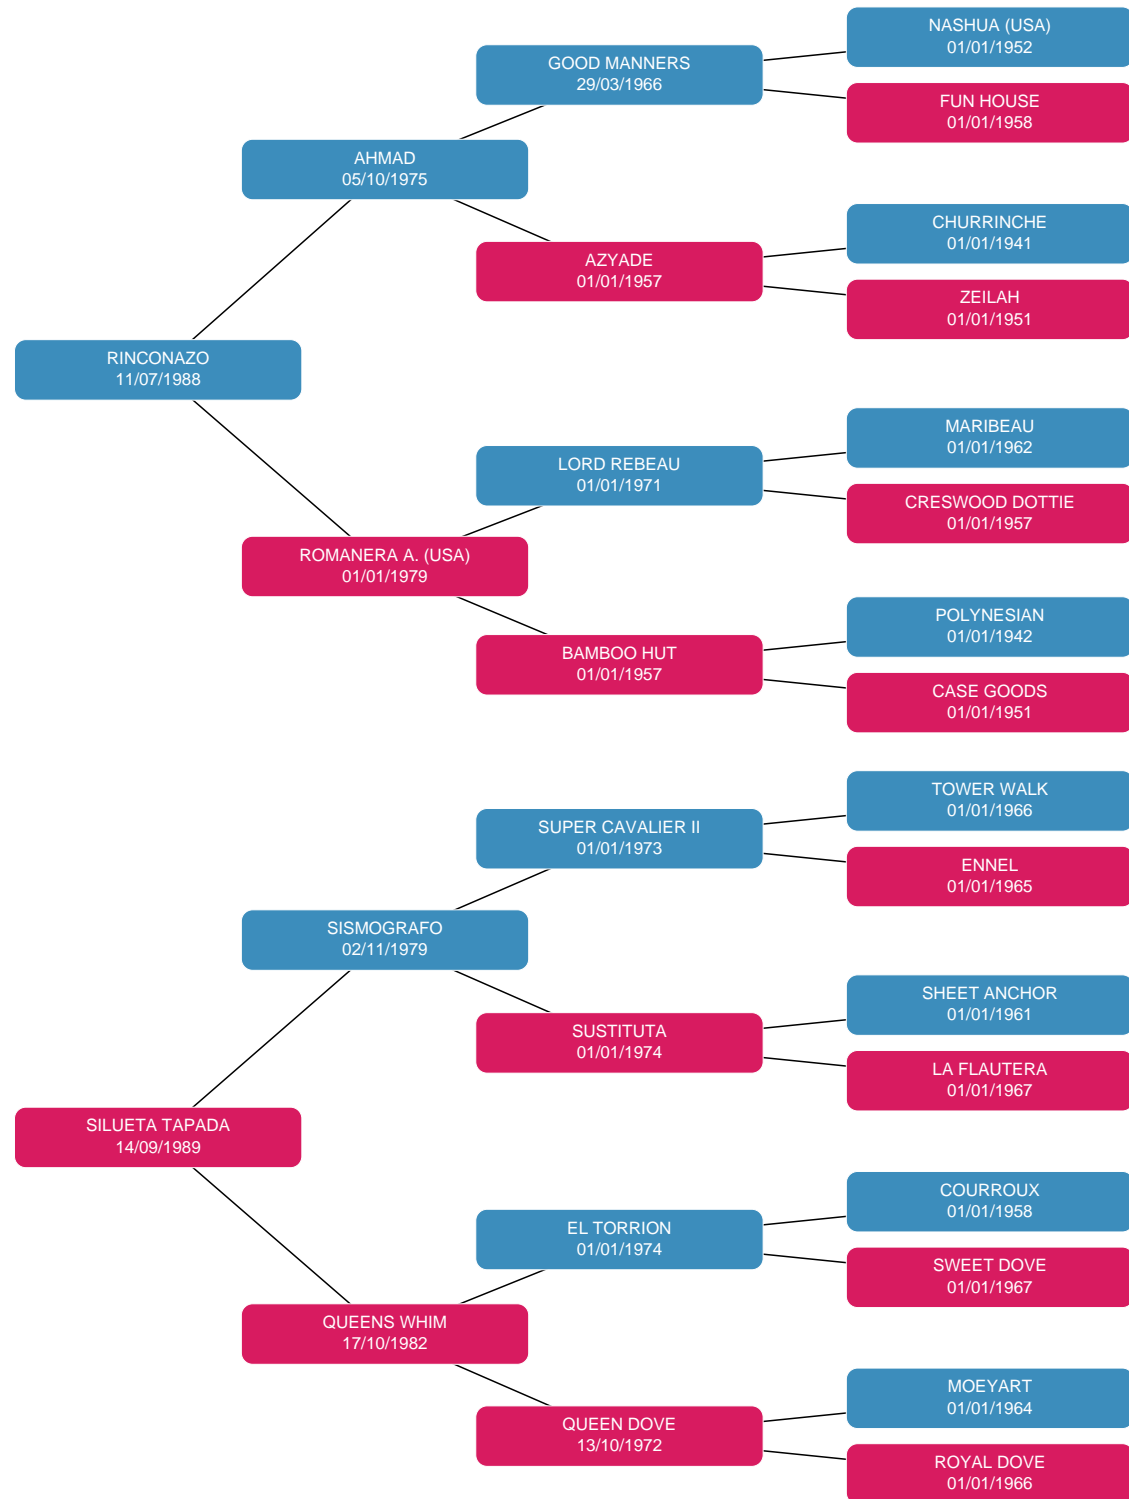 NASHUA (USA)
01/01/1952
GOOD MANNERS
29/03/1966
FUN HOUSE
01/01/1958
AHMAD
05/10/1975
CHURRINCHE
01/01/1941
AZYADE
01/01/1957
ZEILAH
01/01/1951
RINCONAZO
11/07/1988
MARIBEAU
01/01/1962
LORD REBEAU
01/01/1971
CRESWOOD DOTTIE
01/01/1957
ROMANERA A. (USA)
01/01/1979
POLYNESIAN
01/01/1942
BAMBOO HUT
01/01/1957
CASE GOODS
01/01/1951
TOWER WALK
01/01/1966
SUPER CAVALIER II
01/01/1973
ENNEL
01/01/1965
SISMOGRAFO
02/11/1979
SHEET ANCHOR
01/01/1961
SUSTITUTA
01/01/1974
LA FLAUTERA
01/01/1967
SILUETA TAPADA
14/09/1989
COURROUX
01/01/1958
EL TORRION
01/01/1974
SWEET DOVE
01/01/1967
QUEENS WHIM
17/10/1982
MOEYART
01/01/1964
QUEEN DOVE
13/10/1972
ROYAL DOVE
01/01/1966